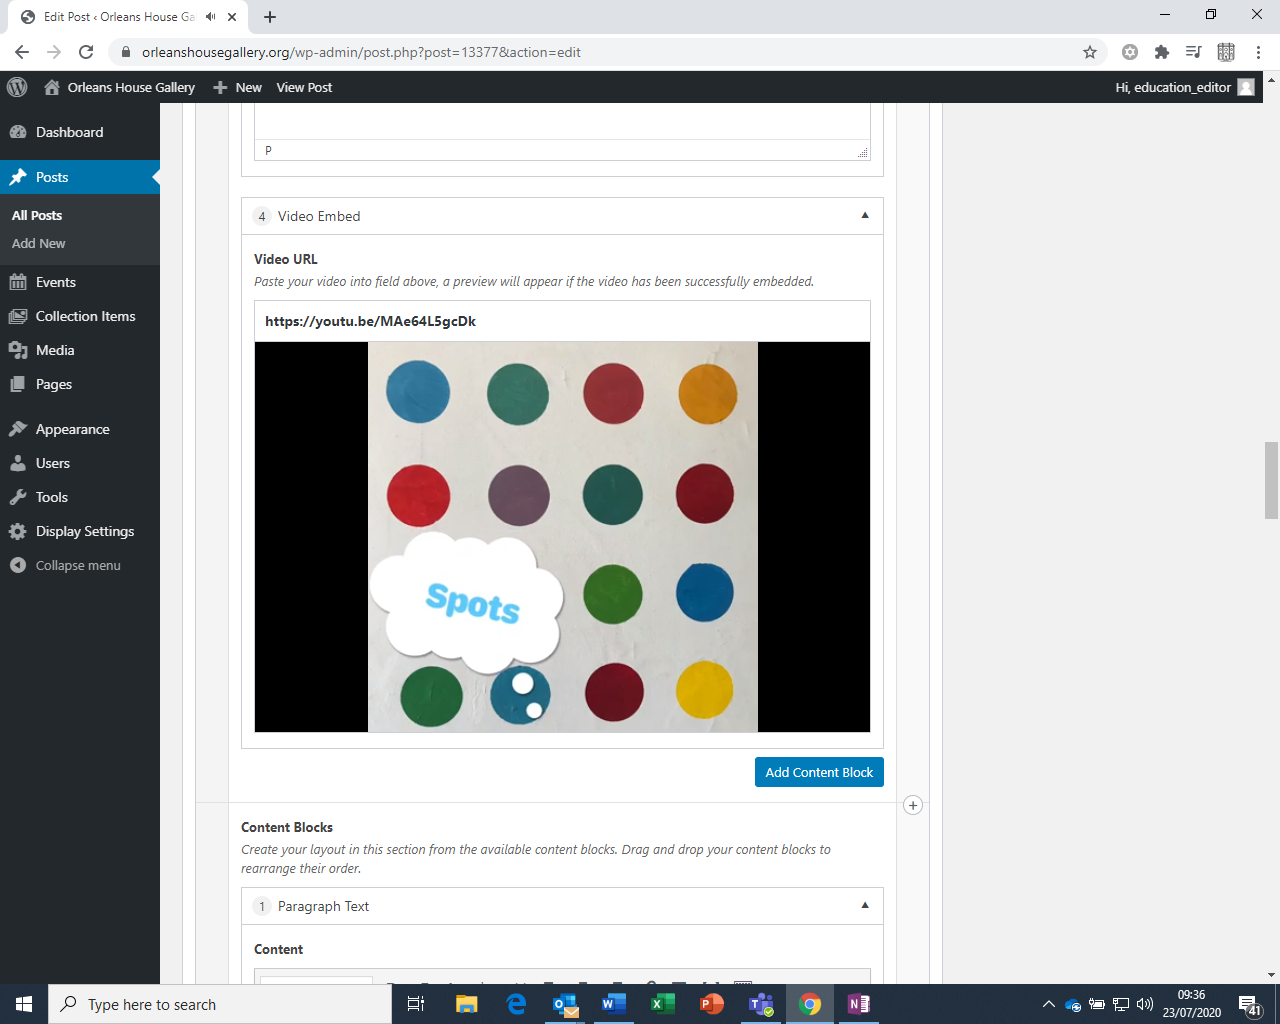 Edit Post ‹ Orleans House Ga
orleanshousegallery.org/wp-admin/post.php?post=13377&action=edit
Orleans House Gallery
New
View Post
Hi, education_editor
Dashboard
Posts
All Posts
Add New
Events
Collection Items
Media
Pages
Appearance
Users
Tools
Display Settings
Collapse menu
P
4 Video Embed
Video URL
Paste your video into field above, a preview will appear if the video has been successfully embedded.
https://youtu.be/MAe64L5gcDk
Spots
Add Content Block
Content Blocks
Create your layout in this section from the available content blocks. Drag and drop your content blocks to
rearrange their order.
1 Paragraph Text
Content
Type here to search
09:36
23/07/2020
41